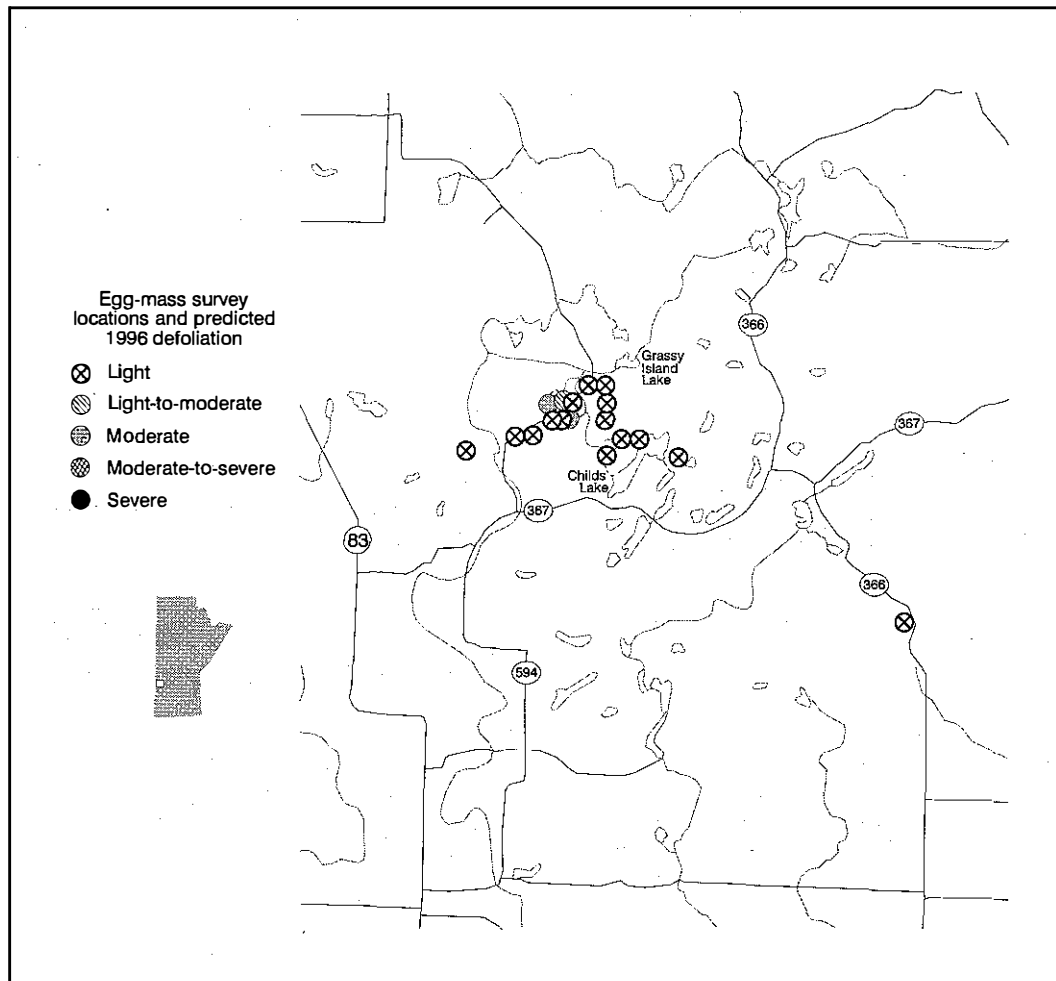 Egg-mass survey
locations and predicted
1996 defoliation
Light
Light-to-moderate
Moderate
Moderate-to-severe
Severe
366
Grassy
Island
Lake
367
Childs
Lake
367
83
366
594